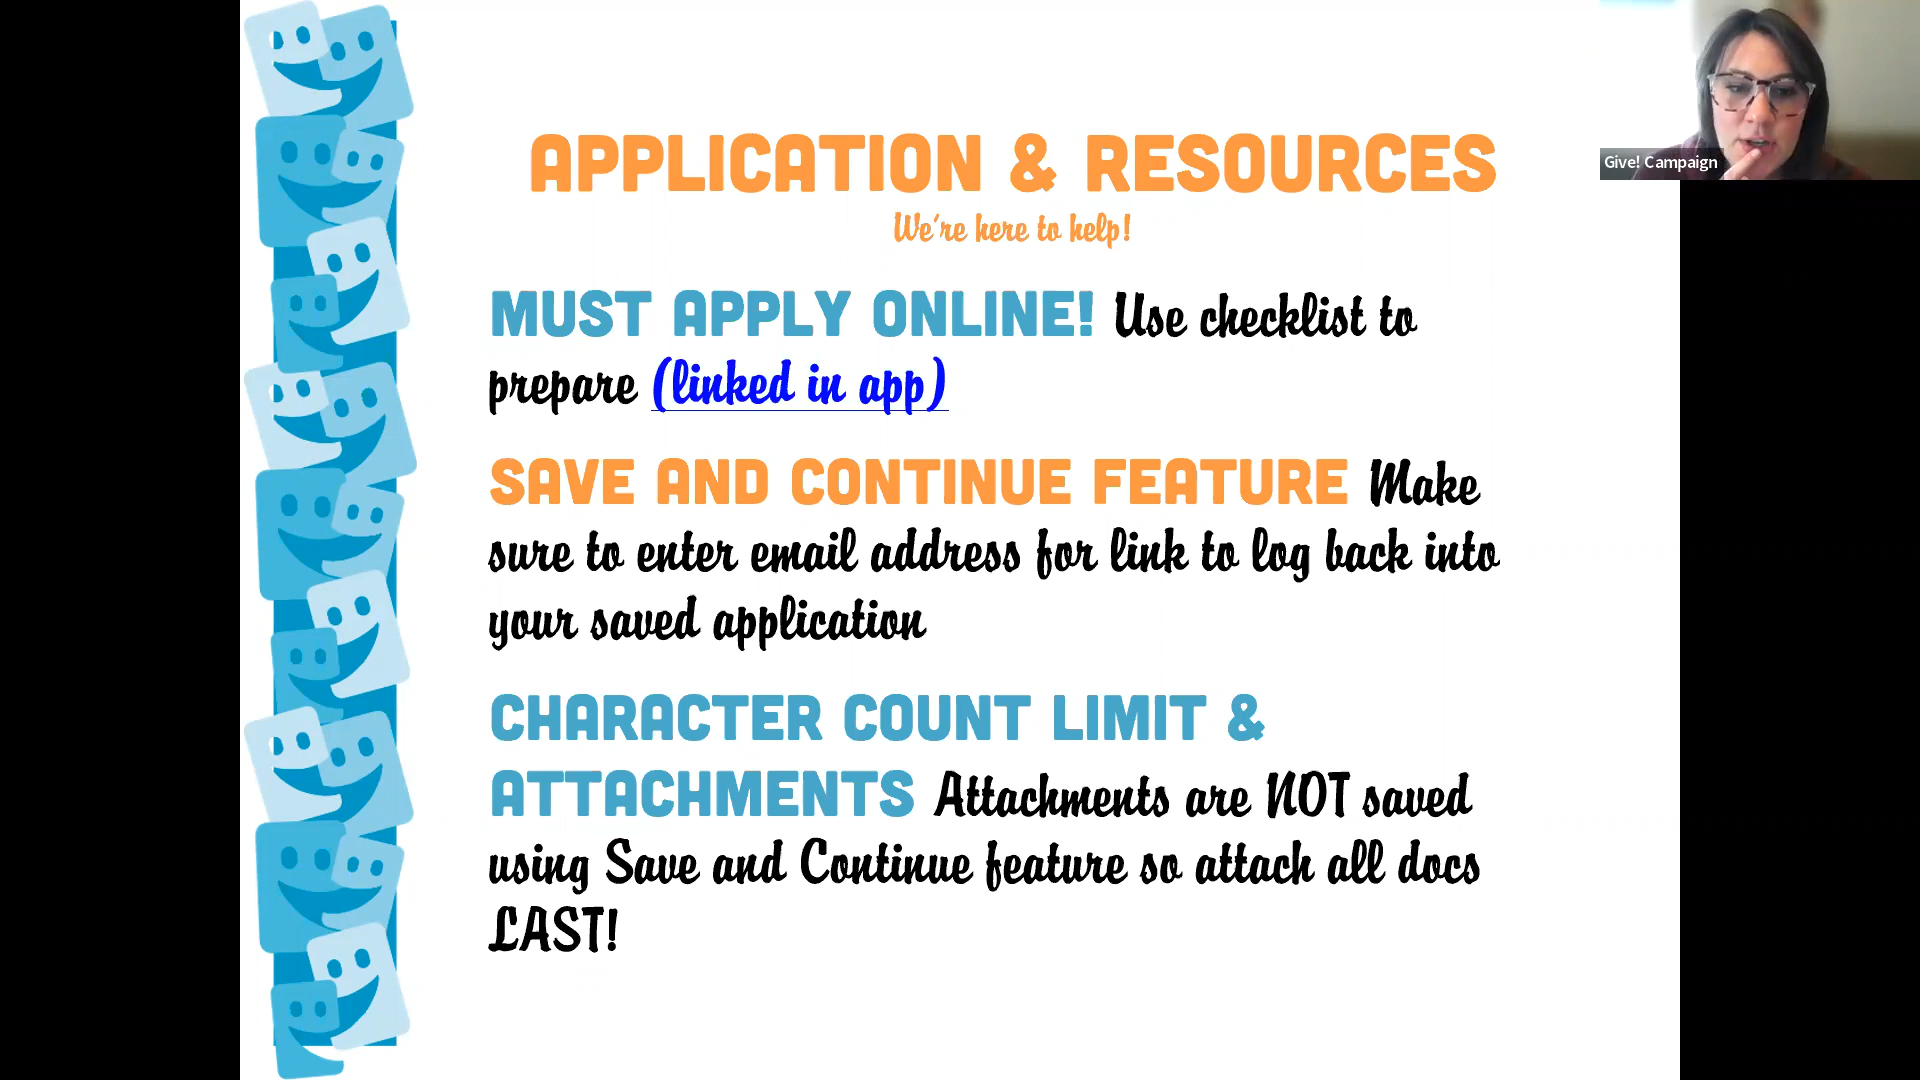 APPLICATION & RESOURCES
We're here to help!
MUST APPLY ONLINE! Use checklist to
prepare (linked in app)
SAVE AND CONTINUE FEATURE Make
sure to enter email address for link to log back into
your saved application
CHARACTER COUNT LIMIT &
ATTACHMENTS Attachments are NOT saved
using Save and Continue feature so attach all docs
LAST!
Give! Campaign